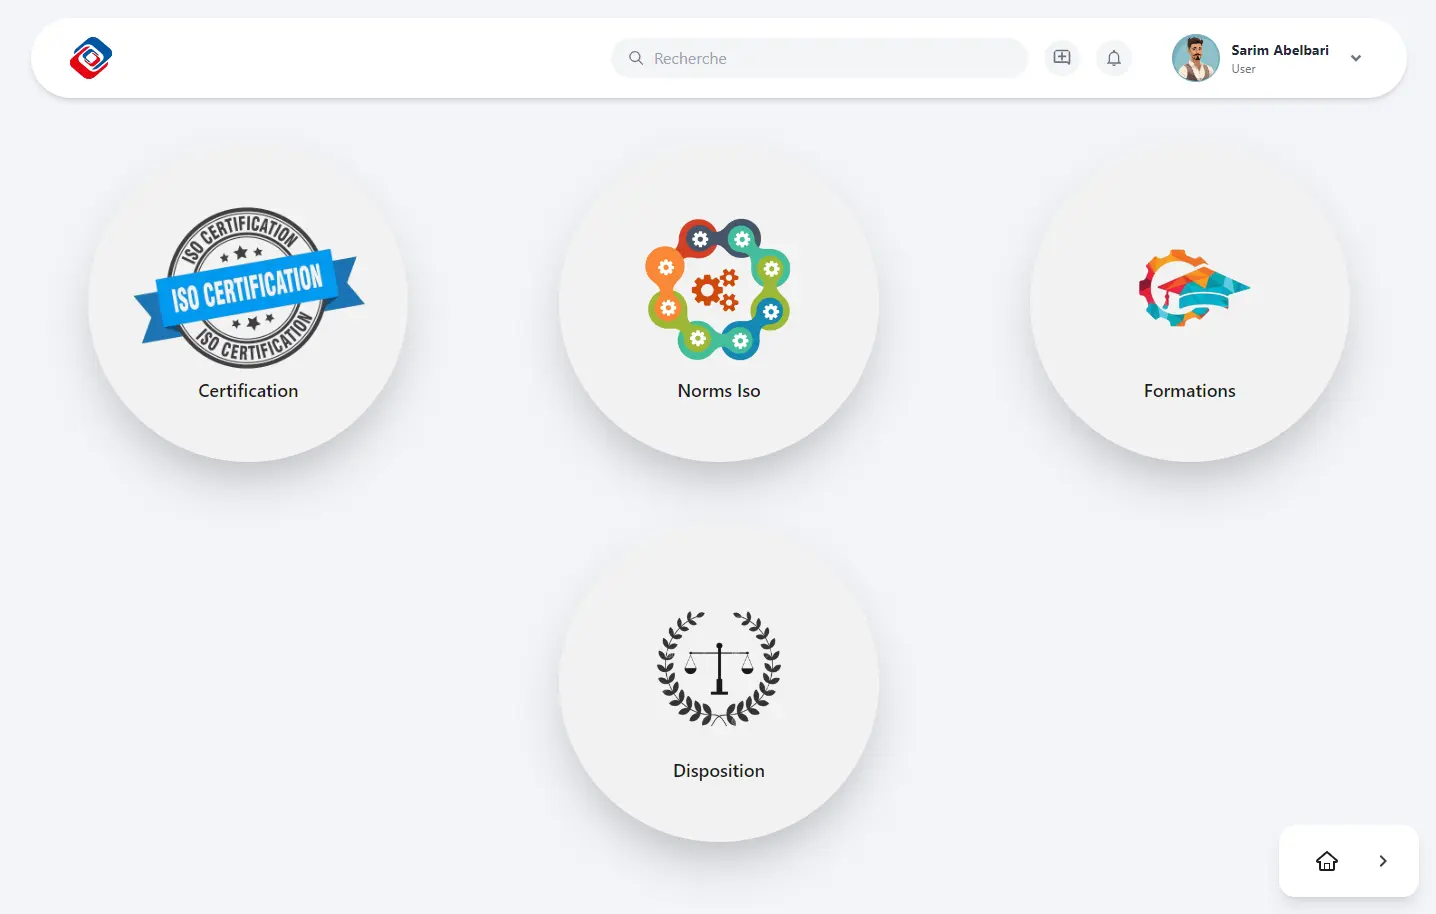 Recherche
Sarim Abelbari
User
ISO CERTIFICATION
ISO CERTIFICATION
ISO CERTIFICATION
Certification
Norms Iso
Formations
Disposition